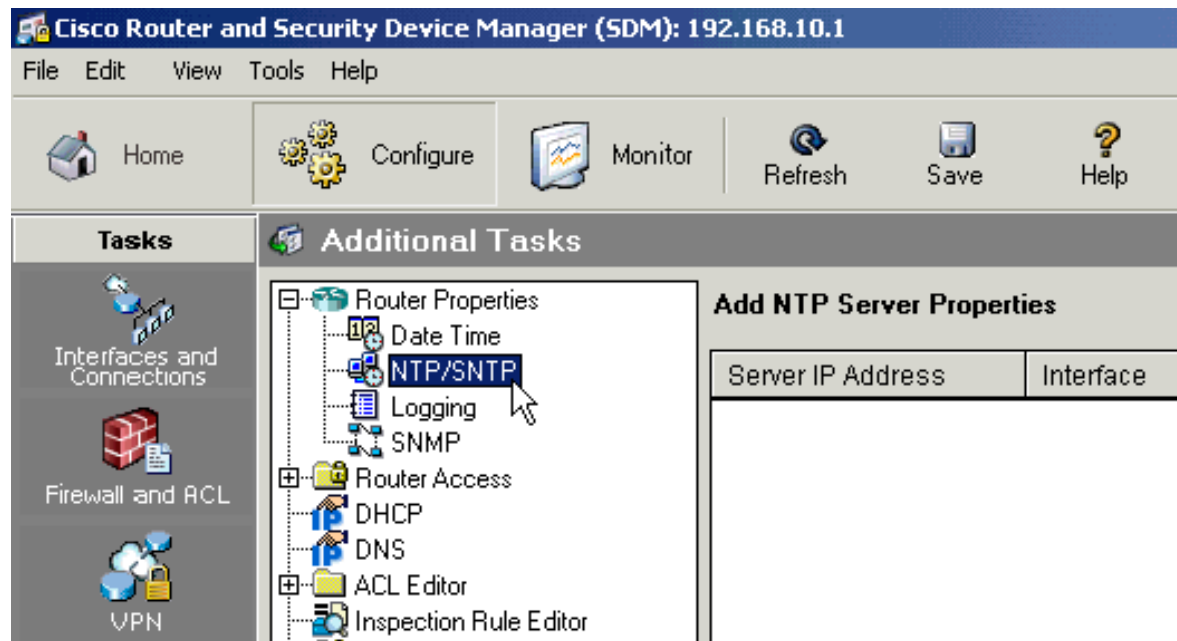 Cisco Router and Security Device Manager (SDM): 192.168.10.1
File Edit View Tools Help
Home Configure Monitor Refresh Save Help
Tasks
Additional Tasks
Interfaces and
Connections
Firewall and ACL
VPN
Router Properties
Date Time
NTP/SNTP
Logging
SNMP
Router Access
DHCP
DNS
ACL Editor
Inspection Rule Editor
Add NTP Server Properties
Server IP Address Interface